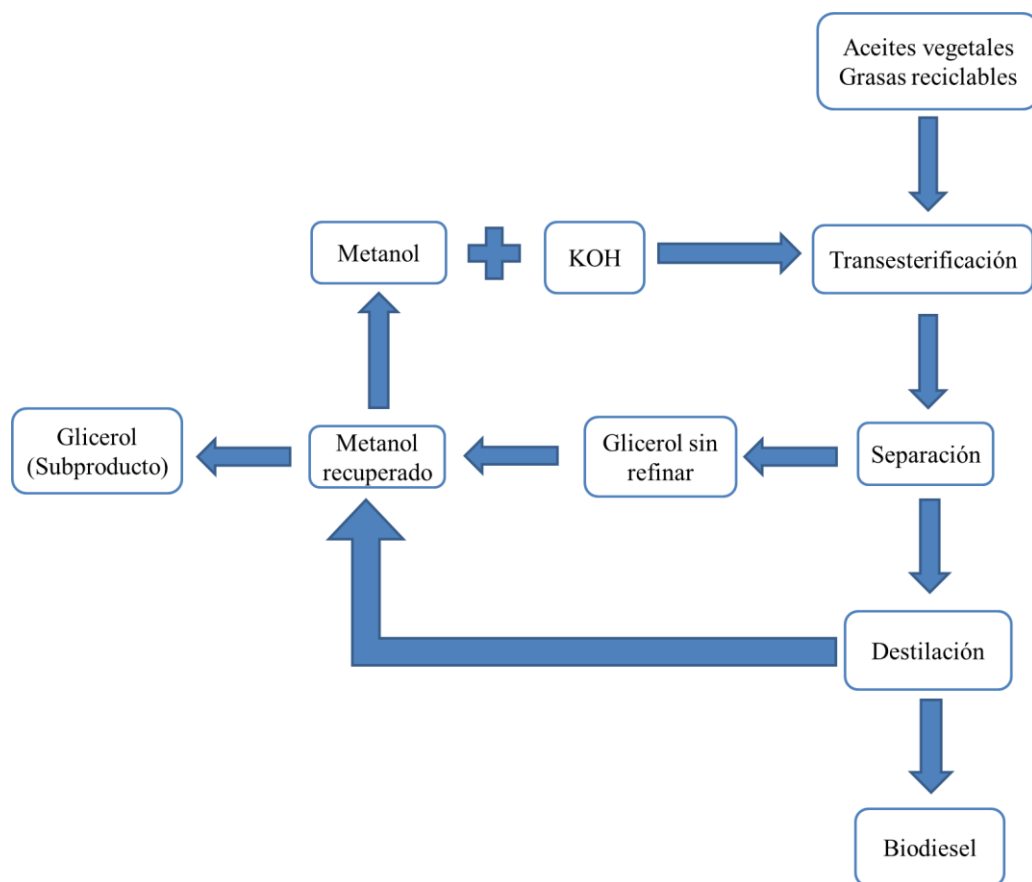 Aceites vegetales
Grasas reciclables
Metanol
KOH
Transesterificación
Glicerol
(Subproducto)
Metanol
recuperado
Glicerol sin
refinar
Separación
Destilación
Biodiesel